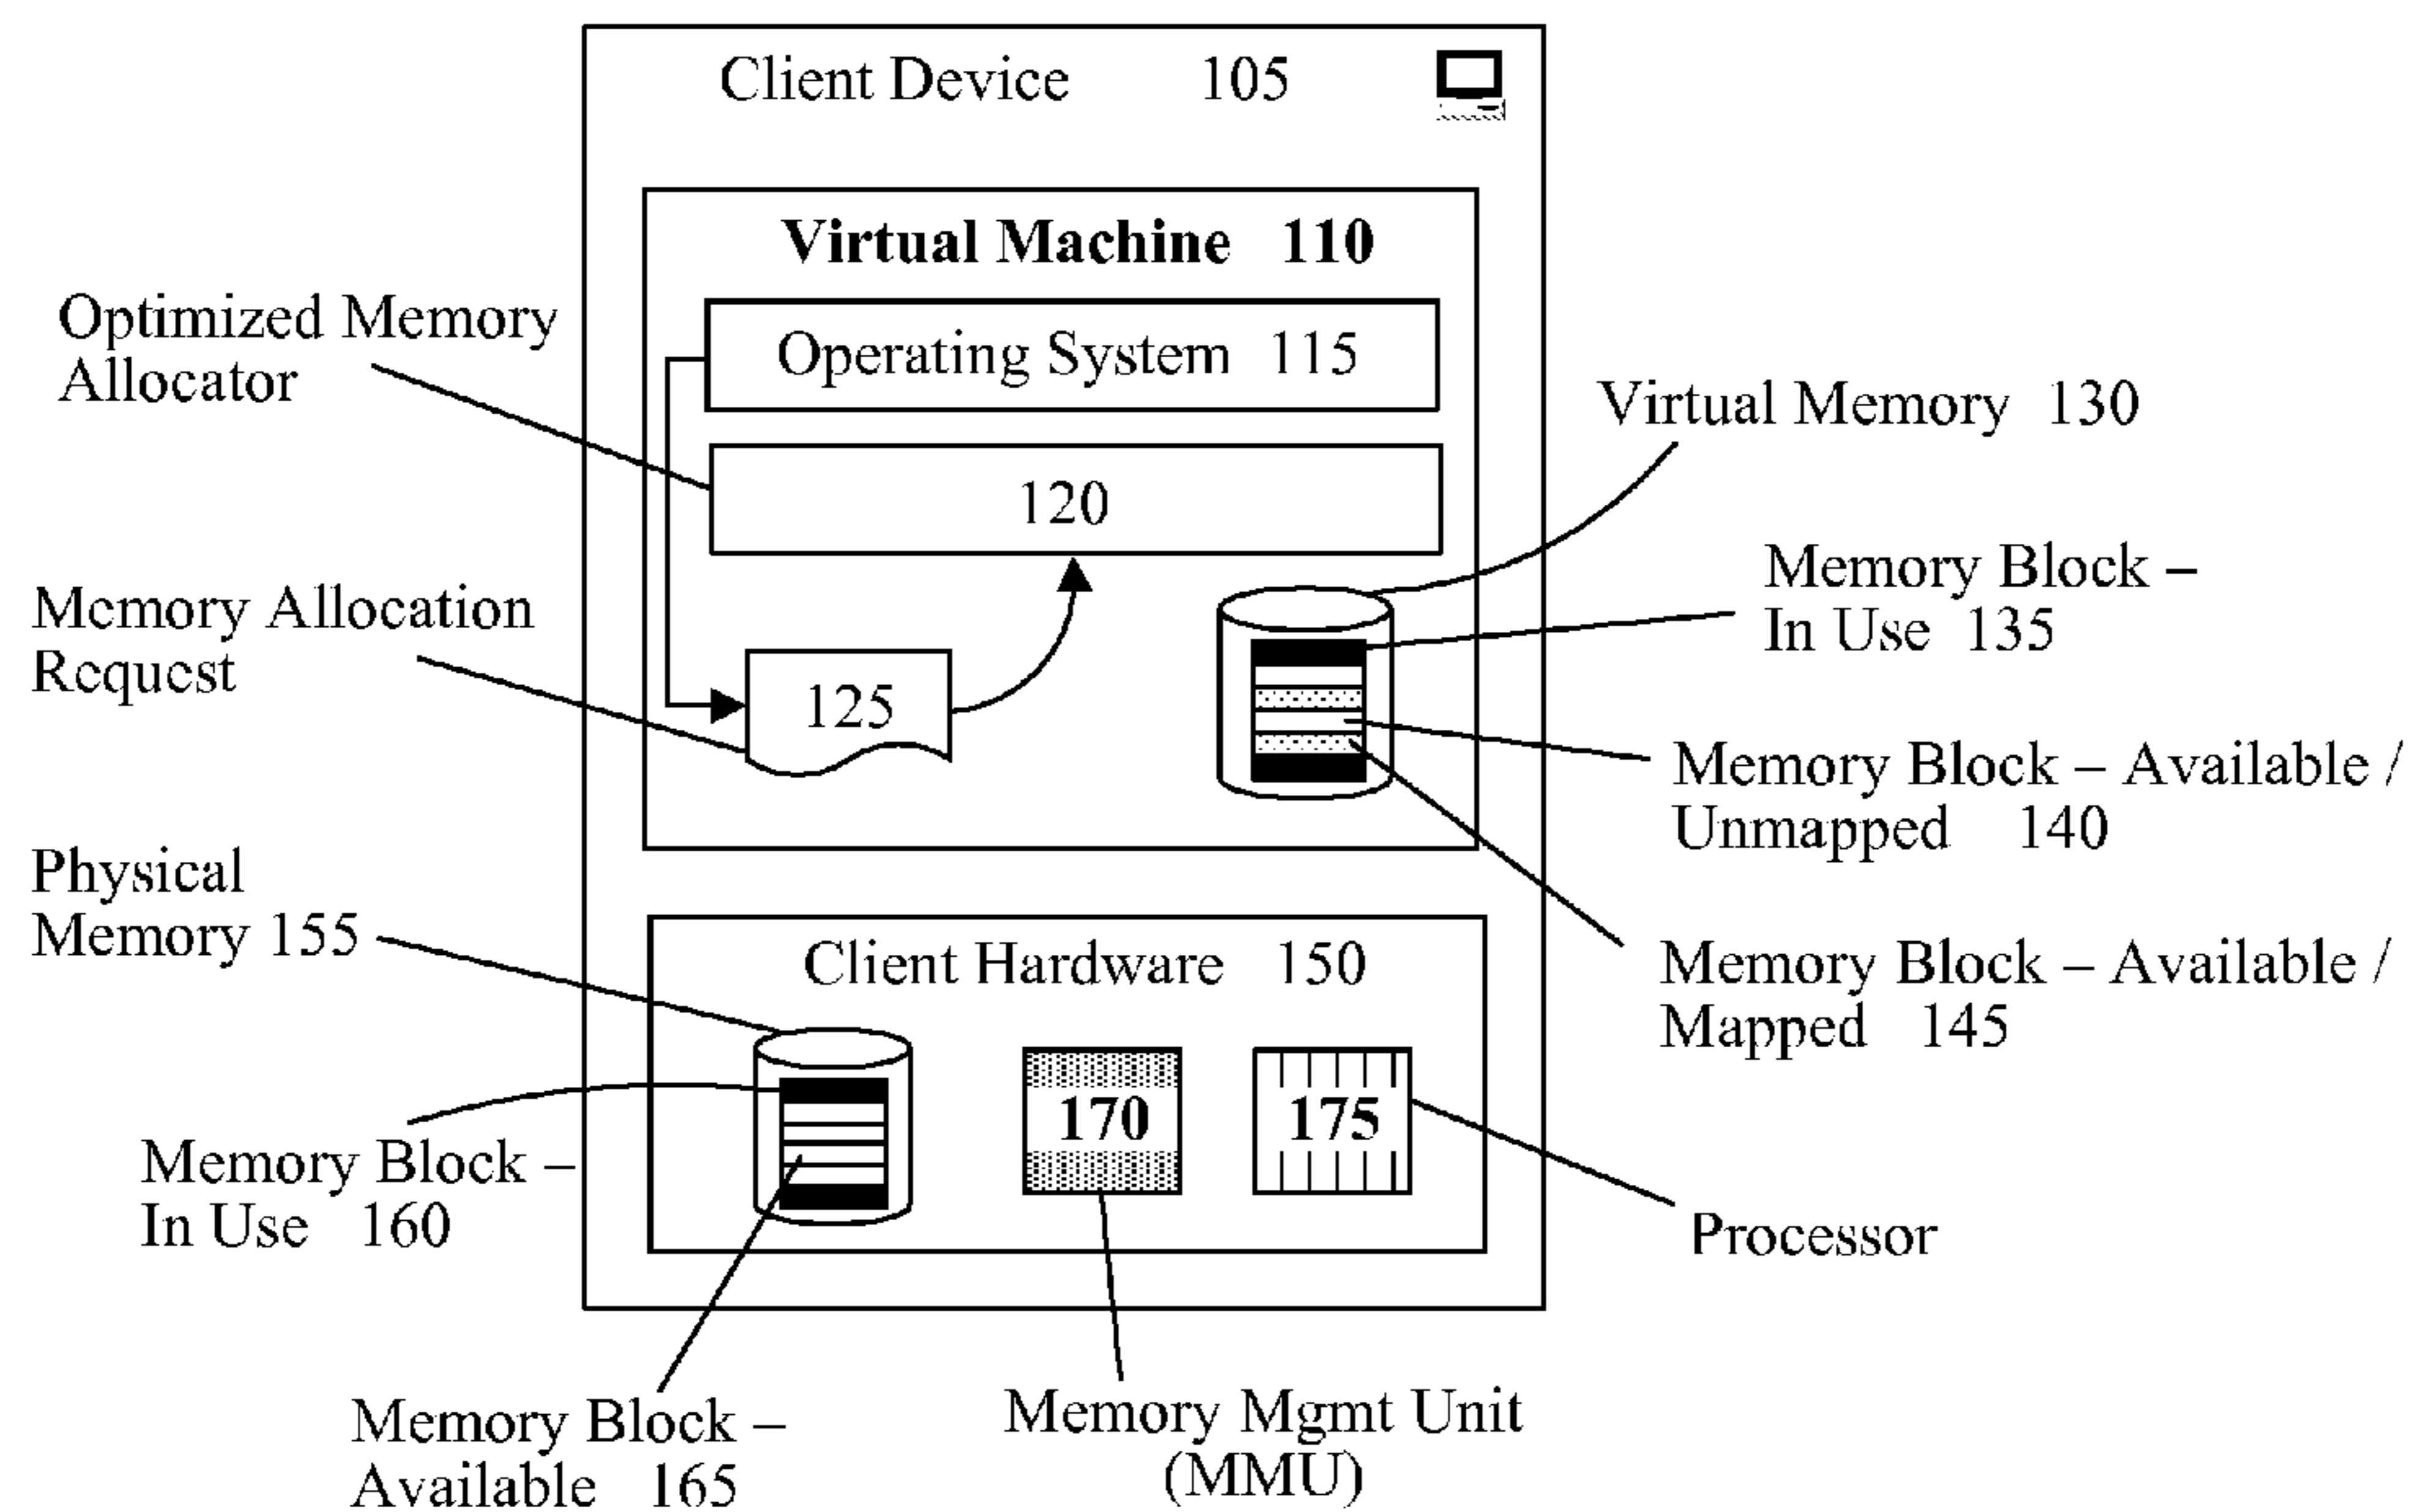 Client Device 105
Virtual Machine 110
Optimized Memory
Allocator
Operating System 115
Virtual Memory 130
120
Memory Block –
In Use 135
Memory Allocation
Request
125
Memory Block – Available /
Unmapped 140
Physical
Memory 155
Client Hardware 150
Memory Block – Available /
Mapped 145
170
175
Memory Block –
In Use 160
Processor
Memory Block –
Available 165
Memory Mgmt Unit
(MMU)